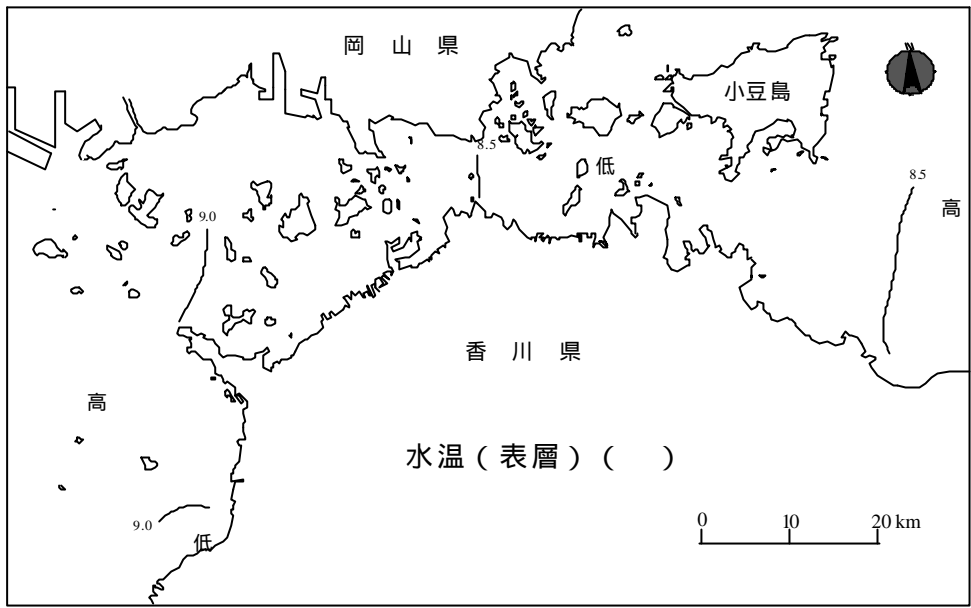 岡 山 県
小豆島
8.5
低
8.5
高
9.0
香 川 県
高
水温(表層)(　)
0 10 20 km
9.0
低